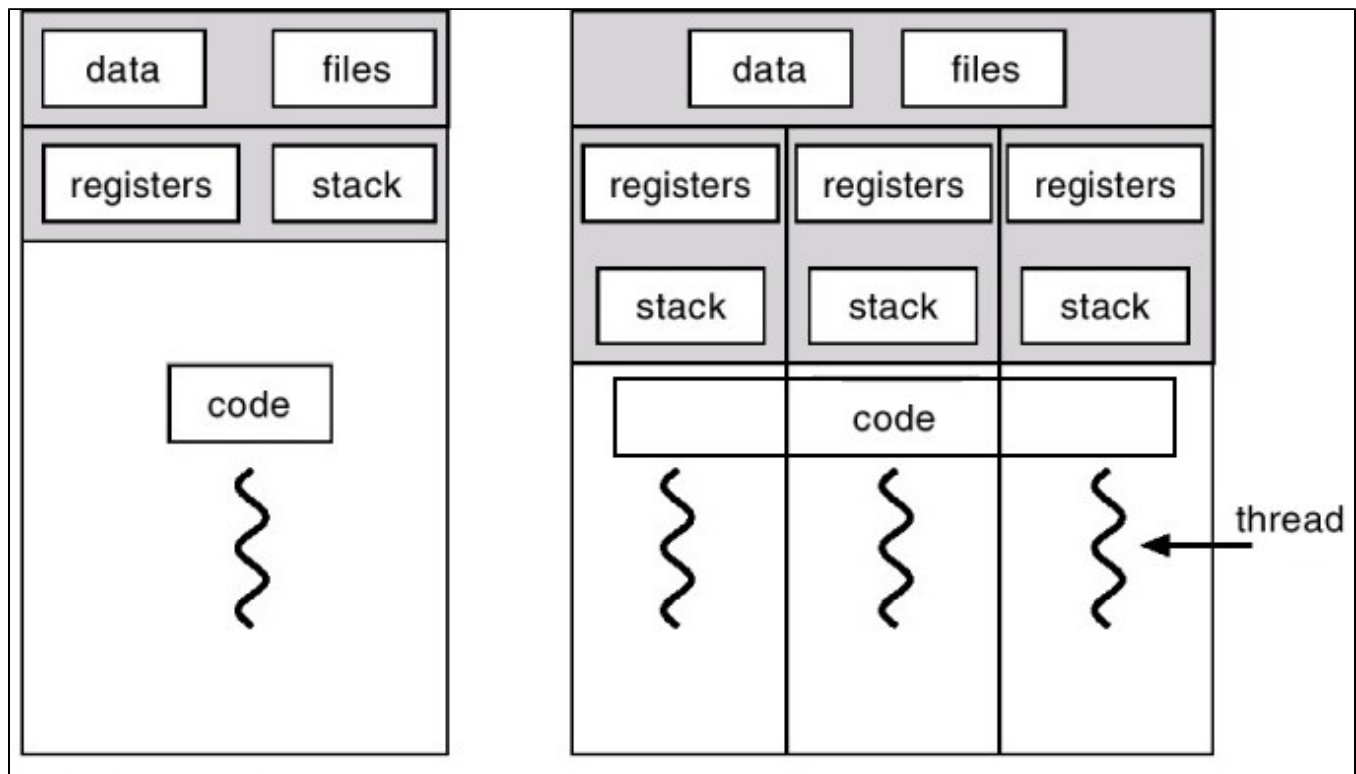 data files
registers stack
code
data files
registers registers registers
stack stack stack
code
thread